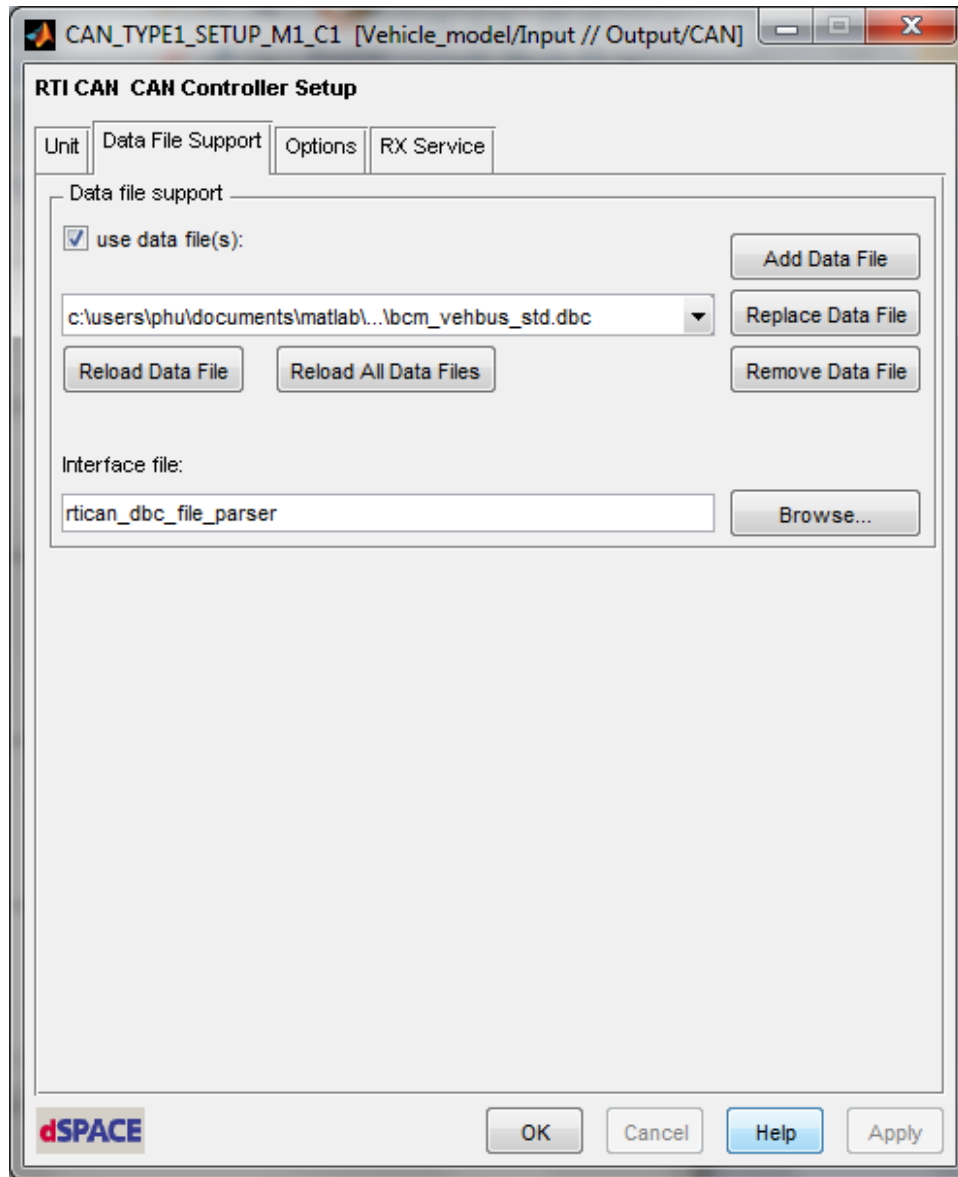 CAN_TYPE1_SETUP_M1_C1 [Vehicle_model/Input // Output/CAN]
RTI CAN CAN Controller Setup
Unit Data File Support Options RX Service
Data file support
use data file(s):
Add Data File
c:\users\phu\documents\matlab\...\bcm_vehbus_std.dbc
Replace Data File
Reload Data File Reload All Data Files Remove Data File
Interface file:
rtican_dbc_file_parser
Browse...
dSPACE OK Cancel Help Apply